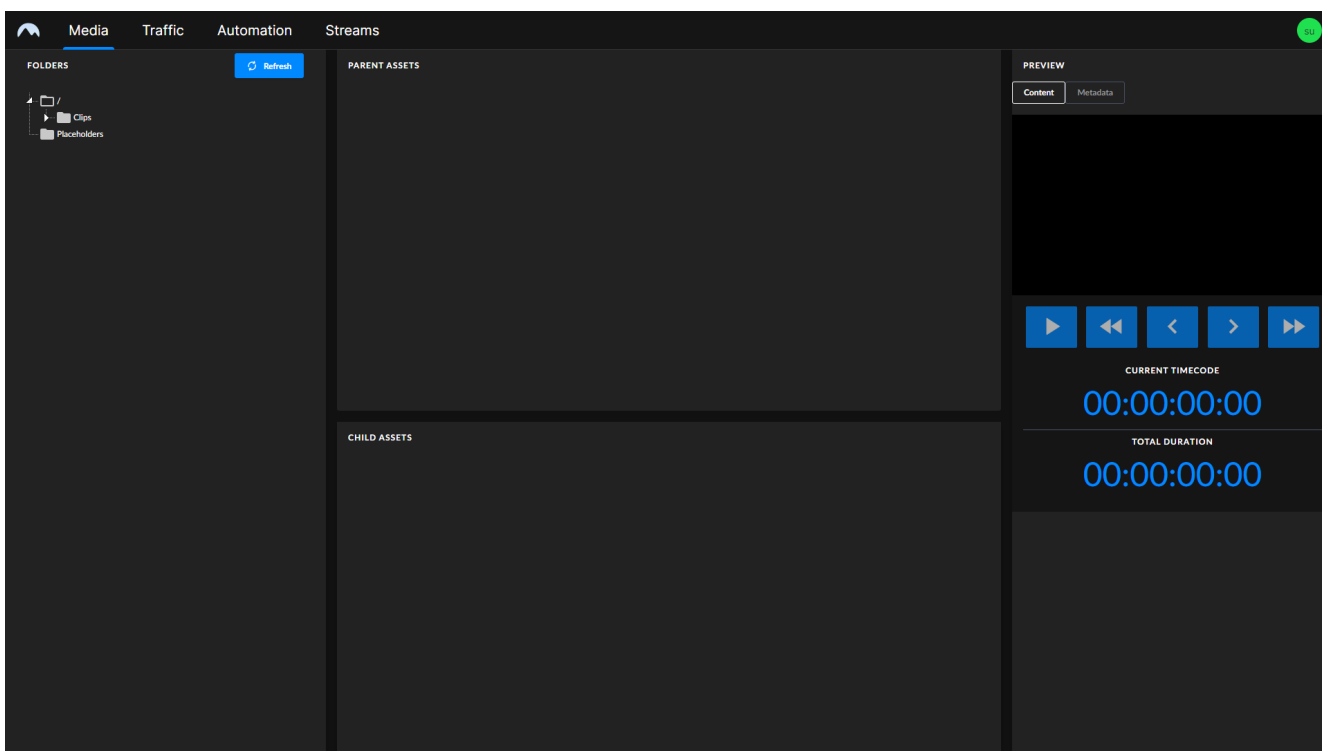 Media Traffic Automation Streams SU
FOLDERS Refresh
/
Clips
Placeholders
PARENT ASSETS
CHILD ASSETS
PREVIEW
Content Metadata
CURRENT TIMECODE
00:00:00:00
TOTAL DURATION
00:00:00:00